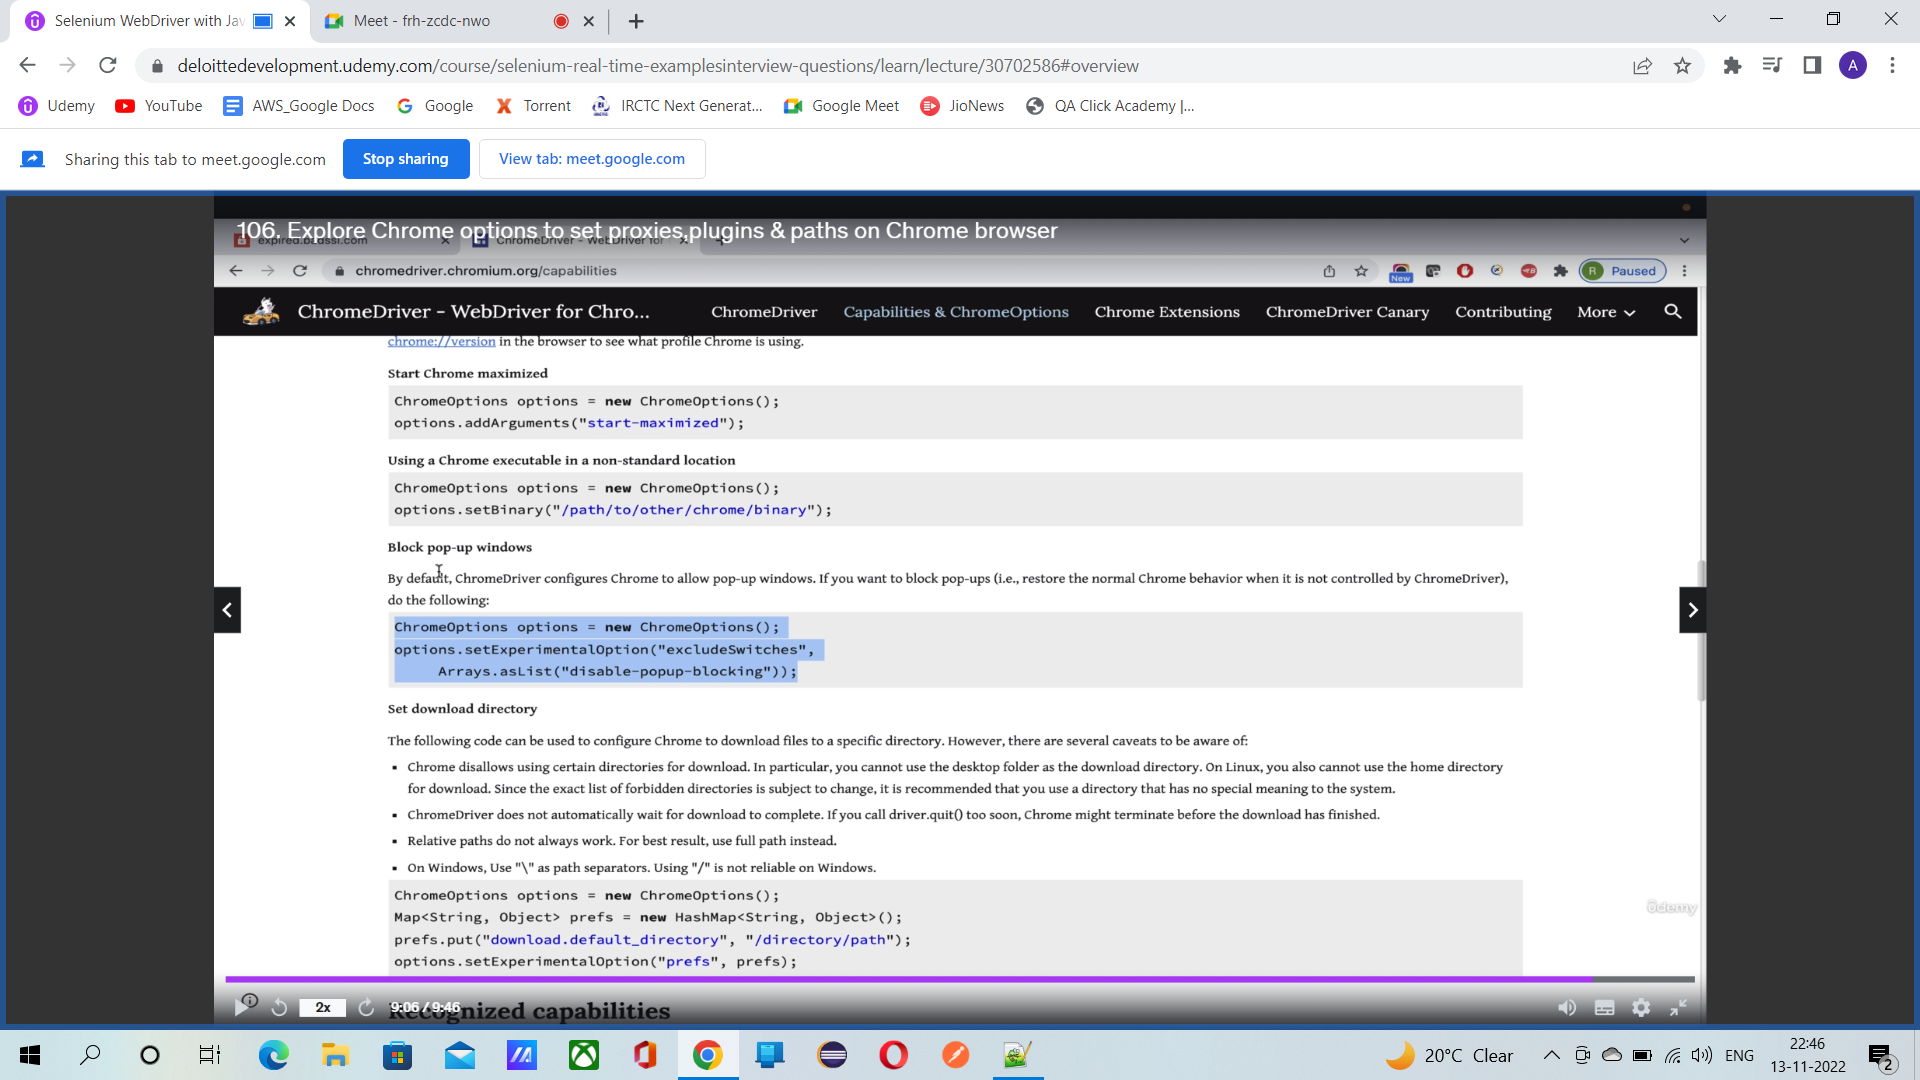 Selenium WebDriver with Jav
Meet - frh-zcdc-nwo
deloittedevelopment.udemy.com/course/selenium-real-time-examplesinterview-questions/learn/lecture/30702586#overview
A
Udemy
YouTube
AWS_Google Docs
Google
Torrent
IRCTC Next Generat...
Google Meet
JioNews
QA Click Academy |...
Sharing this tab to meet.google.com
Stop sharing
View tab: meet.google.com
106. Explore Chrome options to set proxies,plugins & paths on Chrome browser
expired.badssl.com
ChromeDriver - WebDriver for
chromedriver.chromium.org/capabilities
New
R Paused
ChromeDriver - WebDriver for Chro...
ChromeDriver
Capabilities & ChromeOptions
Chrome Extensions
ChromeDriver Canary
Contributing
More
chrome://version in the browser to see what profile Chrome is using.
Start Chrome maximized
ChromeOptions options = new ChromeOptions();
options.addArguments("start-maximized");
Using a Chrome executable in a non-standard location
ChromeOptions options = new ChromeOptions();
options.setBinary("/path/to/other/chrome/binary");
Block pop-up windows
By default, ChromeDriver configures Chrome to allow pop-up windows. If you want to block pop-ups (i.e., restore the normal Chrome behavior when it is not controlled by ChromeDriver),
do the following:
ChromeOptions options = new ChromeOptions();
options.setExperimentalOption("excludeSwitches",
Arrays.asList("disable-popup-blocking"));
Set download directory
The following code can be used to configure Chrome to download files to a specific directory. However, there are several caveats to be aware of:
▪ Chrome disallows using certain directories for download. In particular, you cannot use the desktop folder as the download directory. On Linux, you also cannot use the home directory
for download. Since the exact list of forbidden directories is subject to change, it is recommended that you use a directory that has no special meaning to the system.
▪ ChromeDriver does not automatically wait for download to complete. If you call driver.quit() too soon, Chrome might terminate before the download has finished.
▪ Relative paths do not always work. For best result, use full path instead.
▪ On Windows, Use "\" as path separators. Using "/" is not reliable on Windows.
ChromeOptions options = new ChromeOptions();
Map<String, Object> prefs = new HashMap<String, Object>();
prefs.put("download.default_directory", "/directory/path");
options.setExperimentalOption("prefs", prefs);
ûdemy
2x
9:06 / 9:46
Recognized capabilities
20°C Clear
ENG
22:46
13-11-2022
2